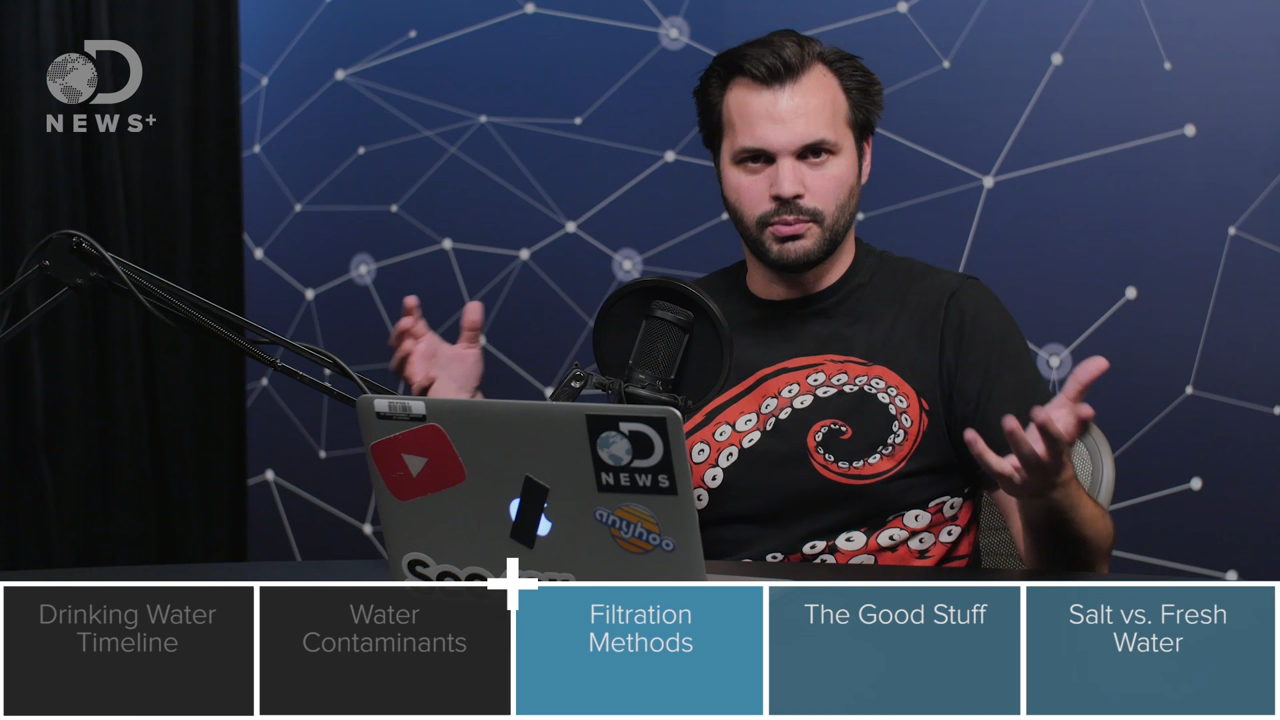 NEWS+
NEWS
anyhoo
Drinking Water
Timeline
Water
Contaminants
Filtration
Methods
The Good Stuff
Salt vs. Fresh
Water